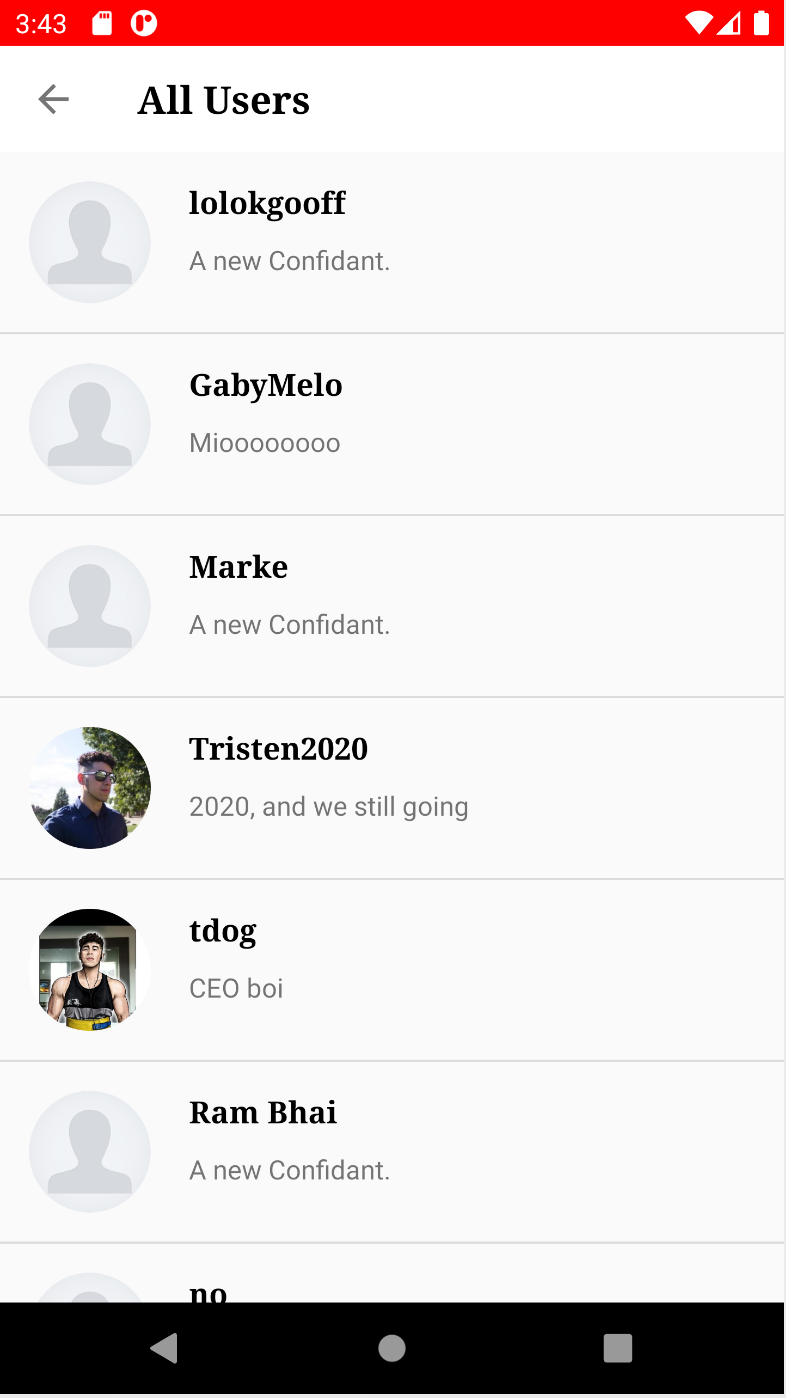 3:43
All Users
lolokgooff
A new Confidant.
GabyMelo
Mioooooooo
Marke
A new Confidant.
Tristen2020
2020, and we still going
tdog
CEO boi
Ram Bhai
A new Confidant.
no